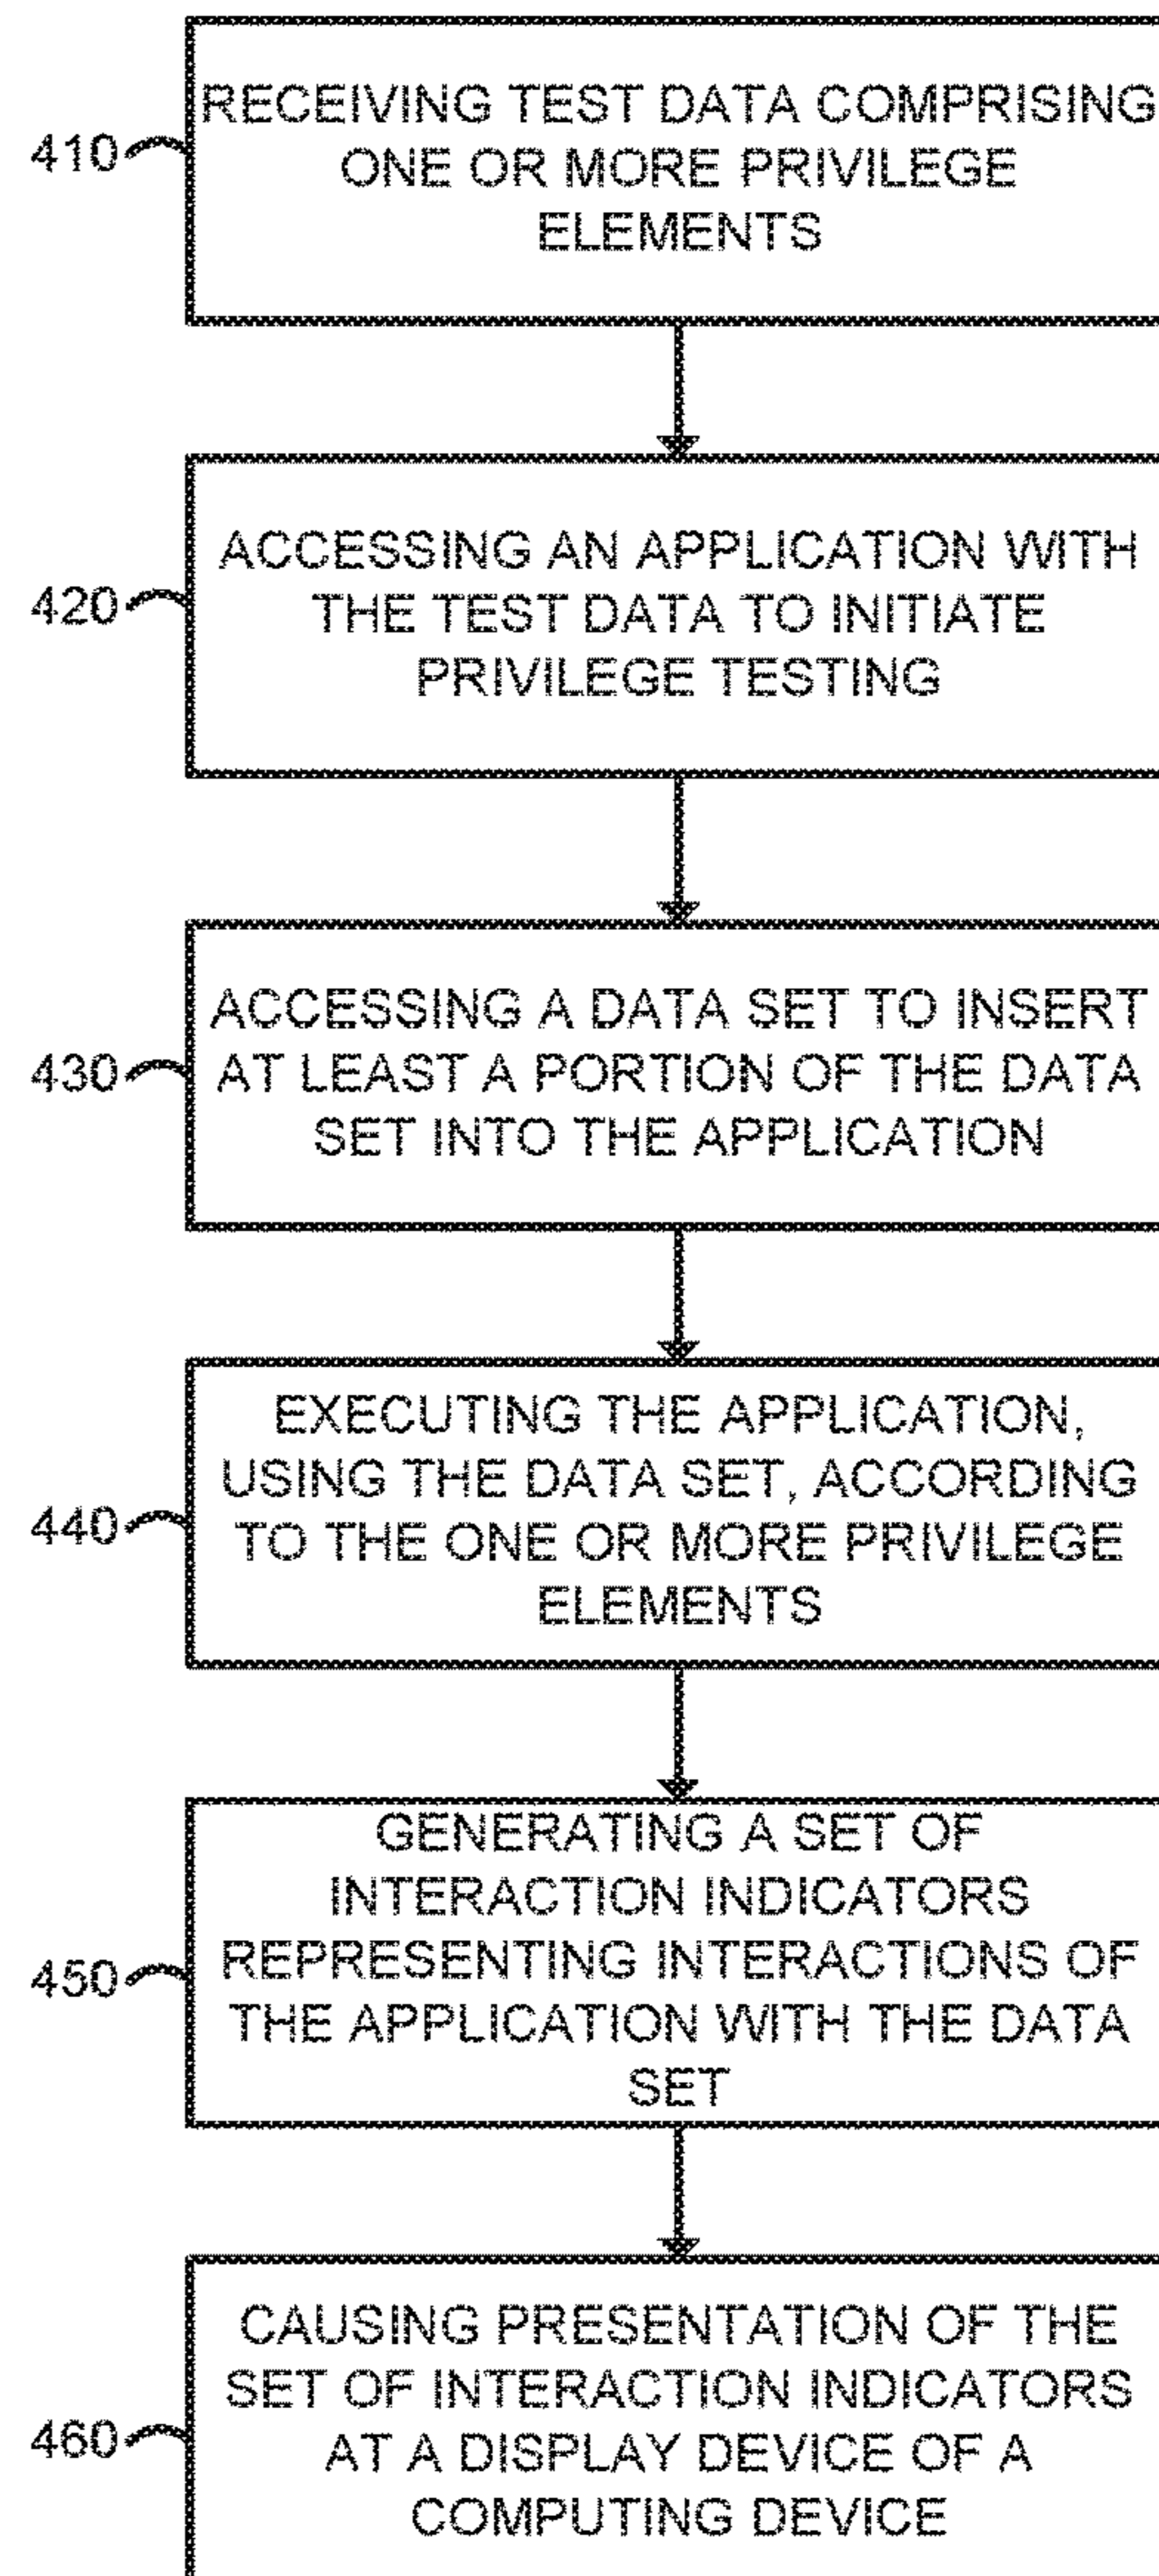 410
RECEIVING TEST DATA COMPRISING
ONE OR MORE PRIVILEGE
ELEMENTS
420
ACCESSING AN APPLICATION WITH
THE TEST DATA TO INITIATE
PRIVILEGE TESTING
430
ACCESSING A DATA SET TO INSERT
AT LEAST A PORTION OF THE DATA
SET INTO THE APPLICATION
440
EXECUTING THE APPLICATION,
USING THE DATA SET, ACCORDING
TO THE ONE OR MORE PRIVILEGE
ELEMENTS
450
GENERATING A SET OF
INTERACTION INDICATORS
REPRESENTING INTERACTIONS OF
THE APPLICATION WITH THE DATA
SET
460
CAUSING PRESENTATION OF THE
SET OF INTERACTION INDICATORS
AT A DISPLAY DEVICE OF A
COMPUTING DEVICE